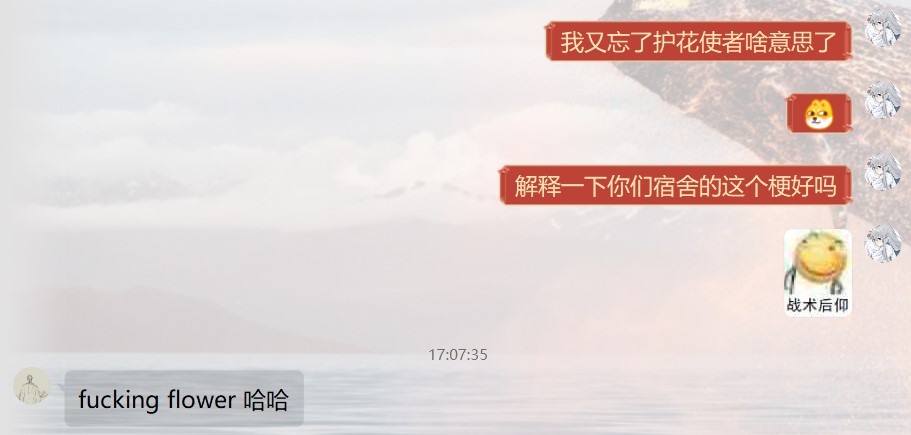 我又忘了护花使者啥意思了
解释一下你们宿舍的这个梗好吗
战术后仰
17:07:35
fucking flower 哈哈